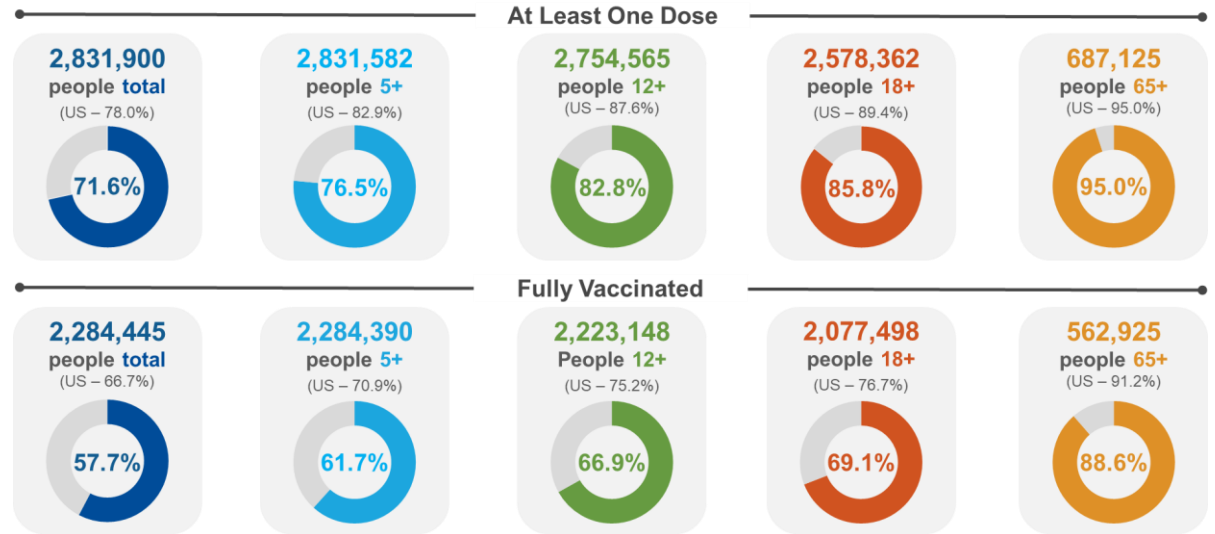 At Least One Dose
2,831,900
people total
(US – 78.0%)
71.6%
2,831,582
people 5+
(US – 82.9%)
76.5%
2,754,565
people 12+
(US – 87.6%)
82.8%
2,578,362
people 18+
(US – 89.4%)
85.8%
687,125
people 65+
(US – 95.0%)
95.0%
Fully Vaccinated
2,284,445
people total
(US – 66.7%)
57.7%
2,284,390
people 5+
(US – 70.9%)
61.7%
2,223,148
People 12+
(US – 75.2%)
66.9%
2,077,498
people 18+
(US – 76.7%)
69.1%
562,925
people 65+
(US – 91.2%)
88.6%